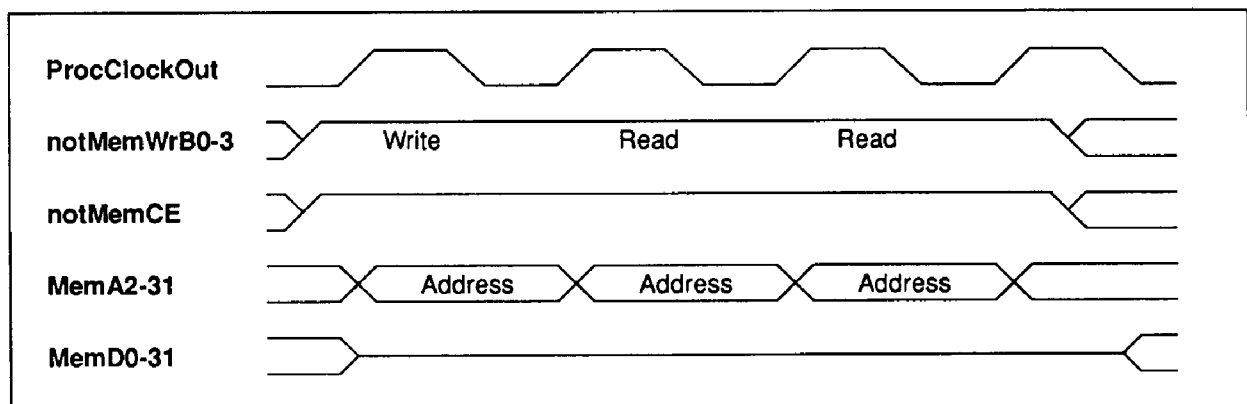 ProcClockOut
notMemWrB0-3 Write Read Read
notMemCE
MemA2-31 Address Address Address
MemD0-31